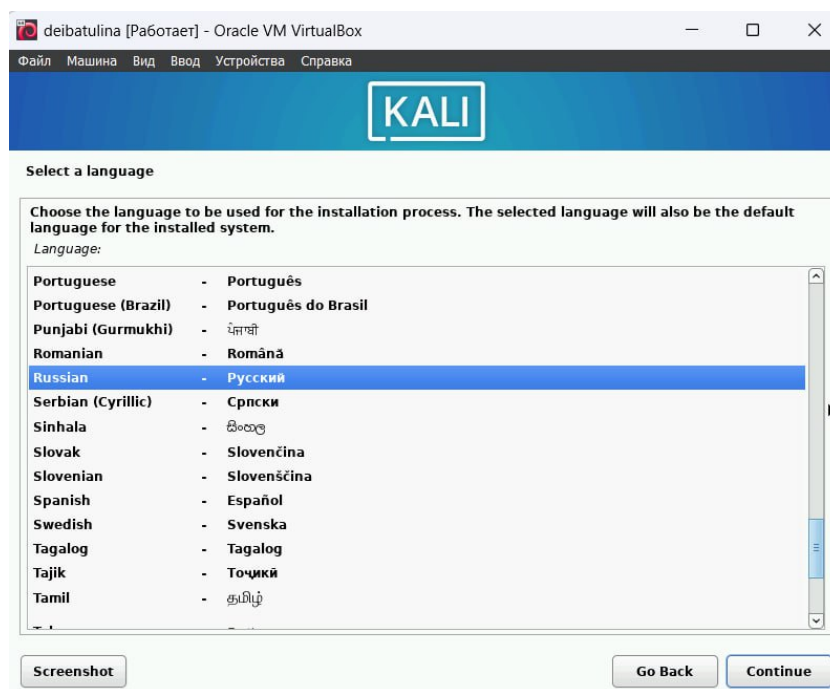 deibatulina [Работает] - Oracle VM VirtualBox
Файл Машина Вид Ввод Устройства Справка
KALI
Select a language
Choose the language to be used for the installation process. The selected language will also be the default
language for the installed system.
Language:
Portuguese - Português
Portuguese (Brazil) - Português do Brasil
Punjabi (Gurmukhi) - ਪੰਜਾਬੀ
Romanian - Română
Russian - Русский
Serbian (Cyrillic) - Српски
Sinhala - සිංහල
Slovak - Slovenčina
Slovenian - Slovenščina
Spanish - Español
Swedish - Svenska
Tagalog - Tagalog
Tajik - Тоҷикӣ
Tamil - தமிழ்
Screenshot Go Back Continue